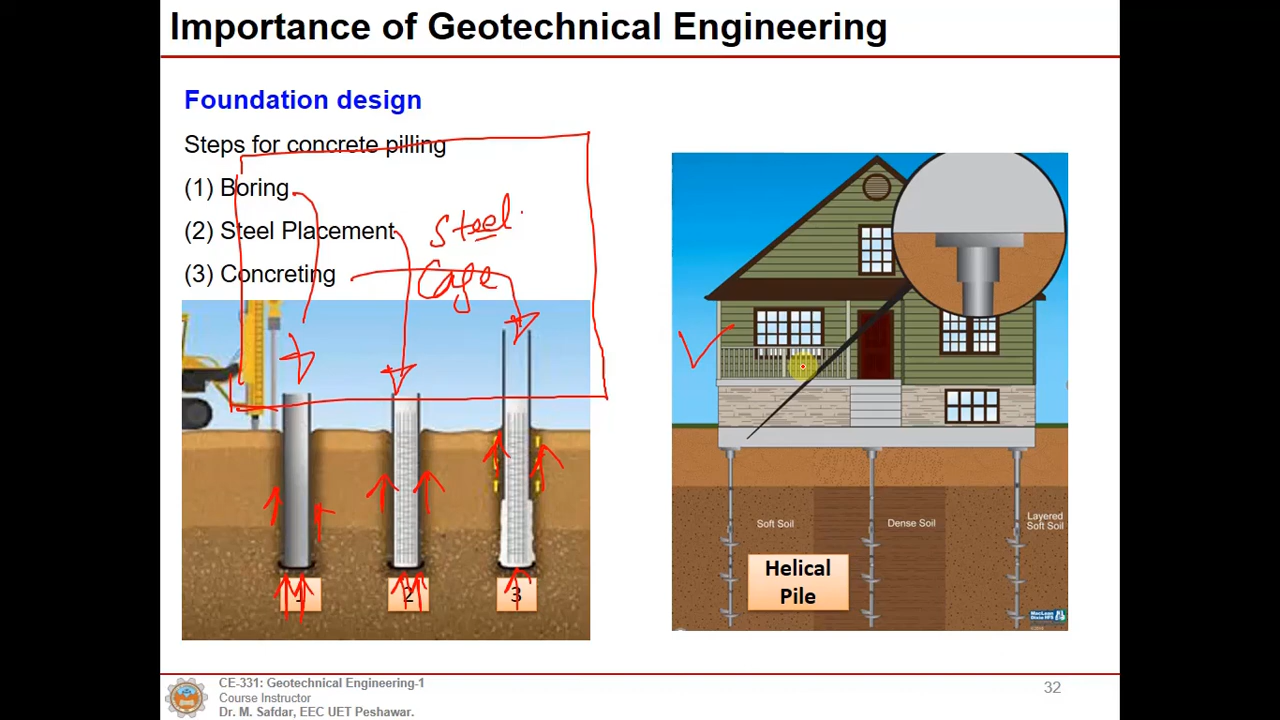 Importance of Geotechnical Engineering
Foundation design
Steps for concrete pilling
(1) Boring
(2) Steel Placement
(3) Concreting
Steel
Cage
1
2
3
Soft Soil
Dense Soil
Layered
Soft Soil
Helical
Pile
CE-331: Geotechnical Engineering-1
Course Instructor
Dr. M. Safdar, EEC UET Peshawar.
32